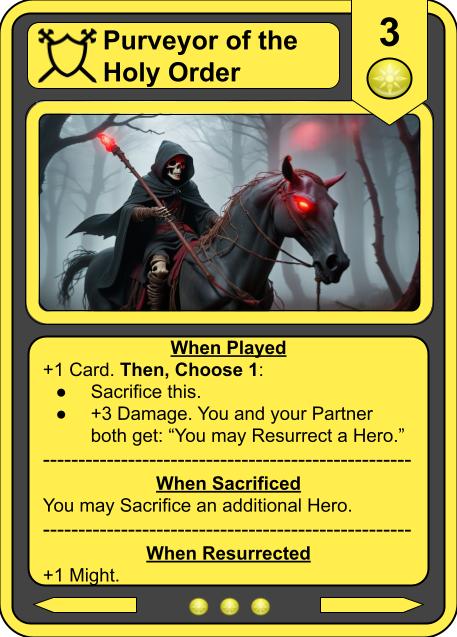 Purveyor of the
Holy Order
3
When Played
+1 Card. Then, Choose 1:
● Sacrifice this.
● +3 Damage. You and your Partner
both get: “You may Resurrect a Hero.”
--------------------------------------------------
When Sacrificed
You may Sacrifice an additional Hero.
--------------------------------------------------
When Resurrected
+1 Might.